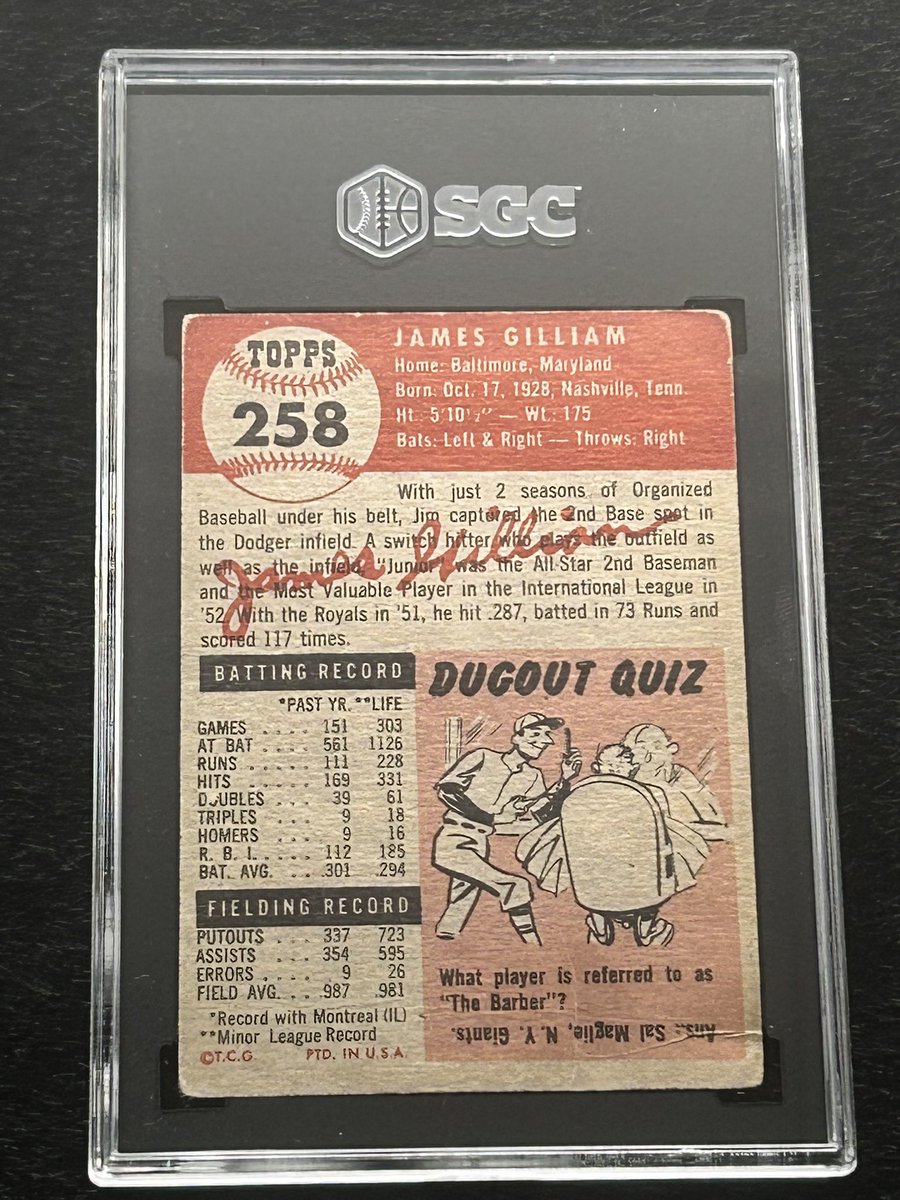 SGC
TOPPS
258
JAMES GILLIAM
Home: Baltimore, Maryland
Born: Oct. 17, 1928, Nashville, Tenn.
Ht.: 5'10½" — Wt.: 175
Bats: Left & Right — Throws: Right
With just 2 seasons of Organized
Baseball under his belt, Jim captured the 2nd Base spot in
the Dodger infield. A switch hitter who plays the outfield as
well as the infield, "Junior" was the All-Star 2nd Baseman
and the Most Valuable Player in the International League in
'52. With the Royals in '51, he hit .287, batted in 73 Runs and
scored 117 times.
James Gilliam
BATTING RECORD
*PAST YR. **LIFE
GAMES .... 151 303
AT BAT .... 561 1126
RUNS ..... 111 228
HITS ..... 169 331
DOUBLES ... 39 61
TRIPLES ... 9 18
HOMERS ... 9 16
R. B. I. .... 112 185
BAT. AVG. .. .301 .294
FIELDING RECORD
PUTOUTS ... 337 723
ASSISTS ... 354 595
ERRORS ... 9 26
FIELD AVG. .. .987 .981
*Record with Montreal (IL)
**Minor League Record
©T.C.G. PTD. IN U.S.A.
DUGOUT QUIZ
What player is referred to as
"The Barber"?
Ans.: Sal Maglie, N. Y. Giants.